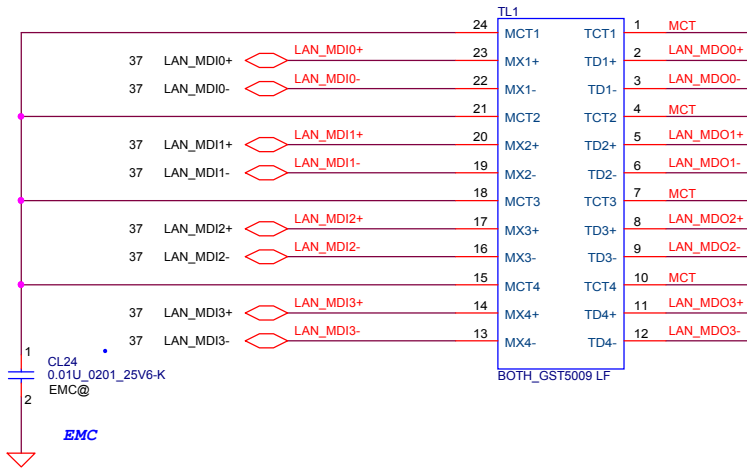 TL1
24 MCT1 TCT1 1 MCT
37 LAN_MDI0+ LAN_MDI0+ 23 MX1+ TD1+ 2 LAN_MDO0+
37 LAN_MDI0- LAN_MDI0- 22 MX1- TD1- 3 LAN_MDO0-
21 MCT2 TCT2 4 MCT
37 LAN_MDI1+ LAN_MDI1+ 20 MX2+ TD2+ 5 LAN_MDO1+
37 LAN_MDI1- LAN_MDI1- 19 MX2- TD2- 6 LAN_MDO1-
18 MCT3 TCT3 7 MCT
37 LAN_MDI2+ LAN_MDI2+ 17 MX3+ TD3+ 8 LAN_MDO2+
37 LAN_MDI2- LAN_MDI2- 16 MX3- TD3- 9 LAN_MDO2-
15 MCT4 TCT4 10 MCT
37 LAN_MDI3+ LAN_MDI3+ 14 MX4+ TD4+ 11 LAN_MDO3+
37 LAN_MDI3- LAN_MDI3- 13 MX4- TD4- 12 LAN_MDO3-
BOTH_GST5009 LF
1
CL24
0.01U_0201_25V6-K
EMC@
2
EMC